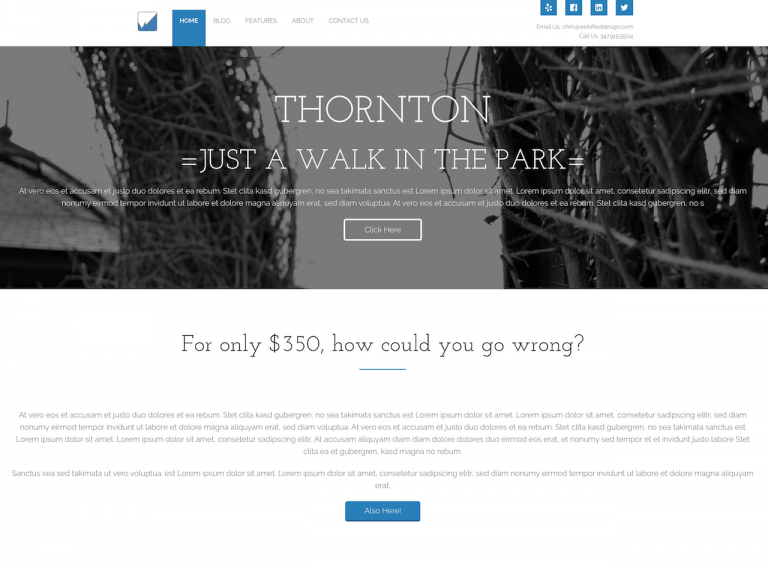 HOME BLOG FEATURES ABOUT CONTACT US
Email Us: chris@webifieddesign.com
Call Us: 347.915.5504
THORNTON
=JUST A WALK IN THE PARK=
At vero eos et accusam et justo duo dolores et ea rebum. Stet clita kasd gubergren, no sea takimata sanctus est Lorem ipsum dolor sit amet. Lorem ipsum dolor sit amet, consetetur sadipscing elitr, sed diam
nonumy eirmod tempor invidunt ut labore et dolore magna aliquyam erat, sed diam voluptua. At vero eos et accusam et justo duo dolores et ea rebum. Stet clita kasd gubergren, no s
Click Here
For only $350, how could you go wrong?
At vero eos et accusam et justo duo dolores et ea rebum. Stet clita kasd gubergren, no sea takimata sanctus est Lorem ipsum dolor sit amet. Lorem ipsum dolor sit amet, consetetur sadipscing elitr, sed diam
nonumy eirmod tempor invidunt ut labore et dolore magna aliquyam erat, sed diam voluptua. At vero eos et accusam et justo duo dolores et ea rebum. Stet clita kasd gubergren, no sea takimata sanctus est
Lorem ipsum dolor sit amet. Lorem ipsum dolor sit amet, consetetur sadipscing elitr, At accusam aliquyam diam diam dolore dolores duo eirmod eos erat, et nonumy sed tempor et et invidunt justo labore Stet
clita ea et gubergren, kasd magna no rebum.
Sanctus sea sed takimata ut vero voluptua. est Lorem ipsum dolor sit amet. Lorem ipsum dolor sit amet, consetetur sadipscing elitr, sed diam nonumy eirmod tempor invidunt ut labore et dolore magna aliquyam
erat.
Also Here!